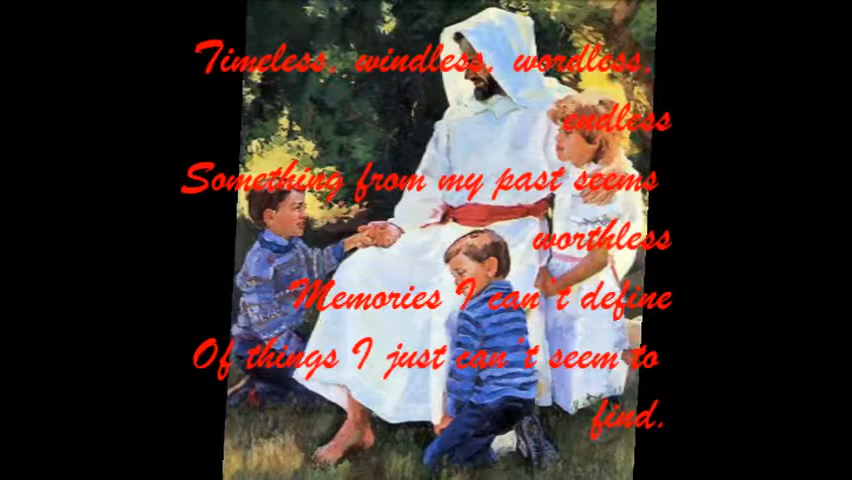 Timeless, windless, wordless,
endless
Something from my past seems
worthless
Memories I can't define
Of things I just can't seem to
find.